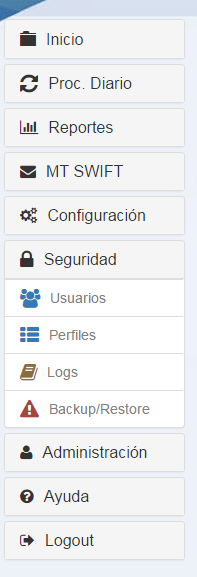 Inicio
Proc. Diario
Reportes
MT SWIFT
Configuración
Seguridad
Usuarios
Perfiles
Logs
Backup/Restore
Administración
Ayuda
Logout